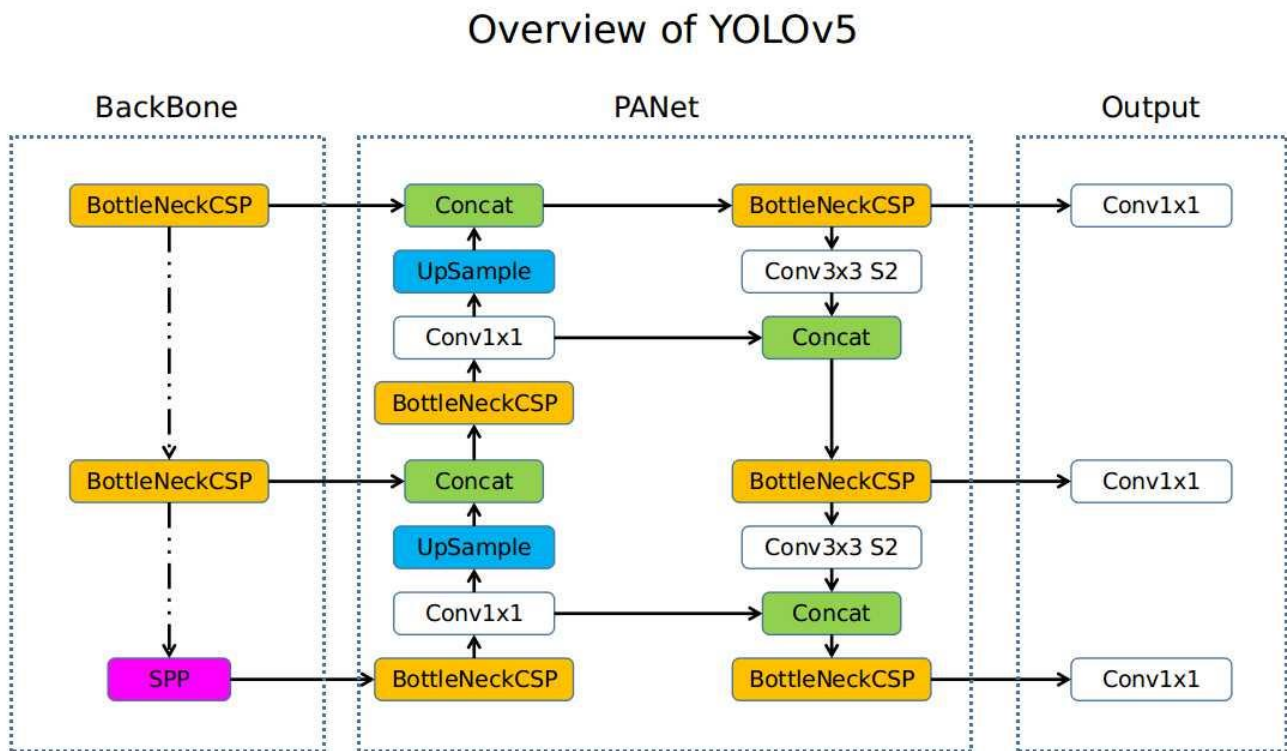 Overview of YOLOv5
BackBone
PANet
Output
BottleNeckCSP
Concat
BottleNeckCSP
Conv1x1
UpSample
Conv3x3 S2
Conv1x1
Concat
BottleNeckCSP
BottleNeckCSP
Concat
BottleNeckCSP
Conv1x1
UpSample
Conv3x3 S2
Conv1x1
Concat
SPP
BottleNeckCSP
BottleNeckCSP
Conv1x1